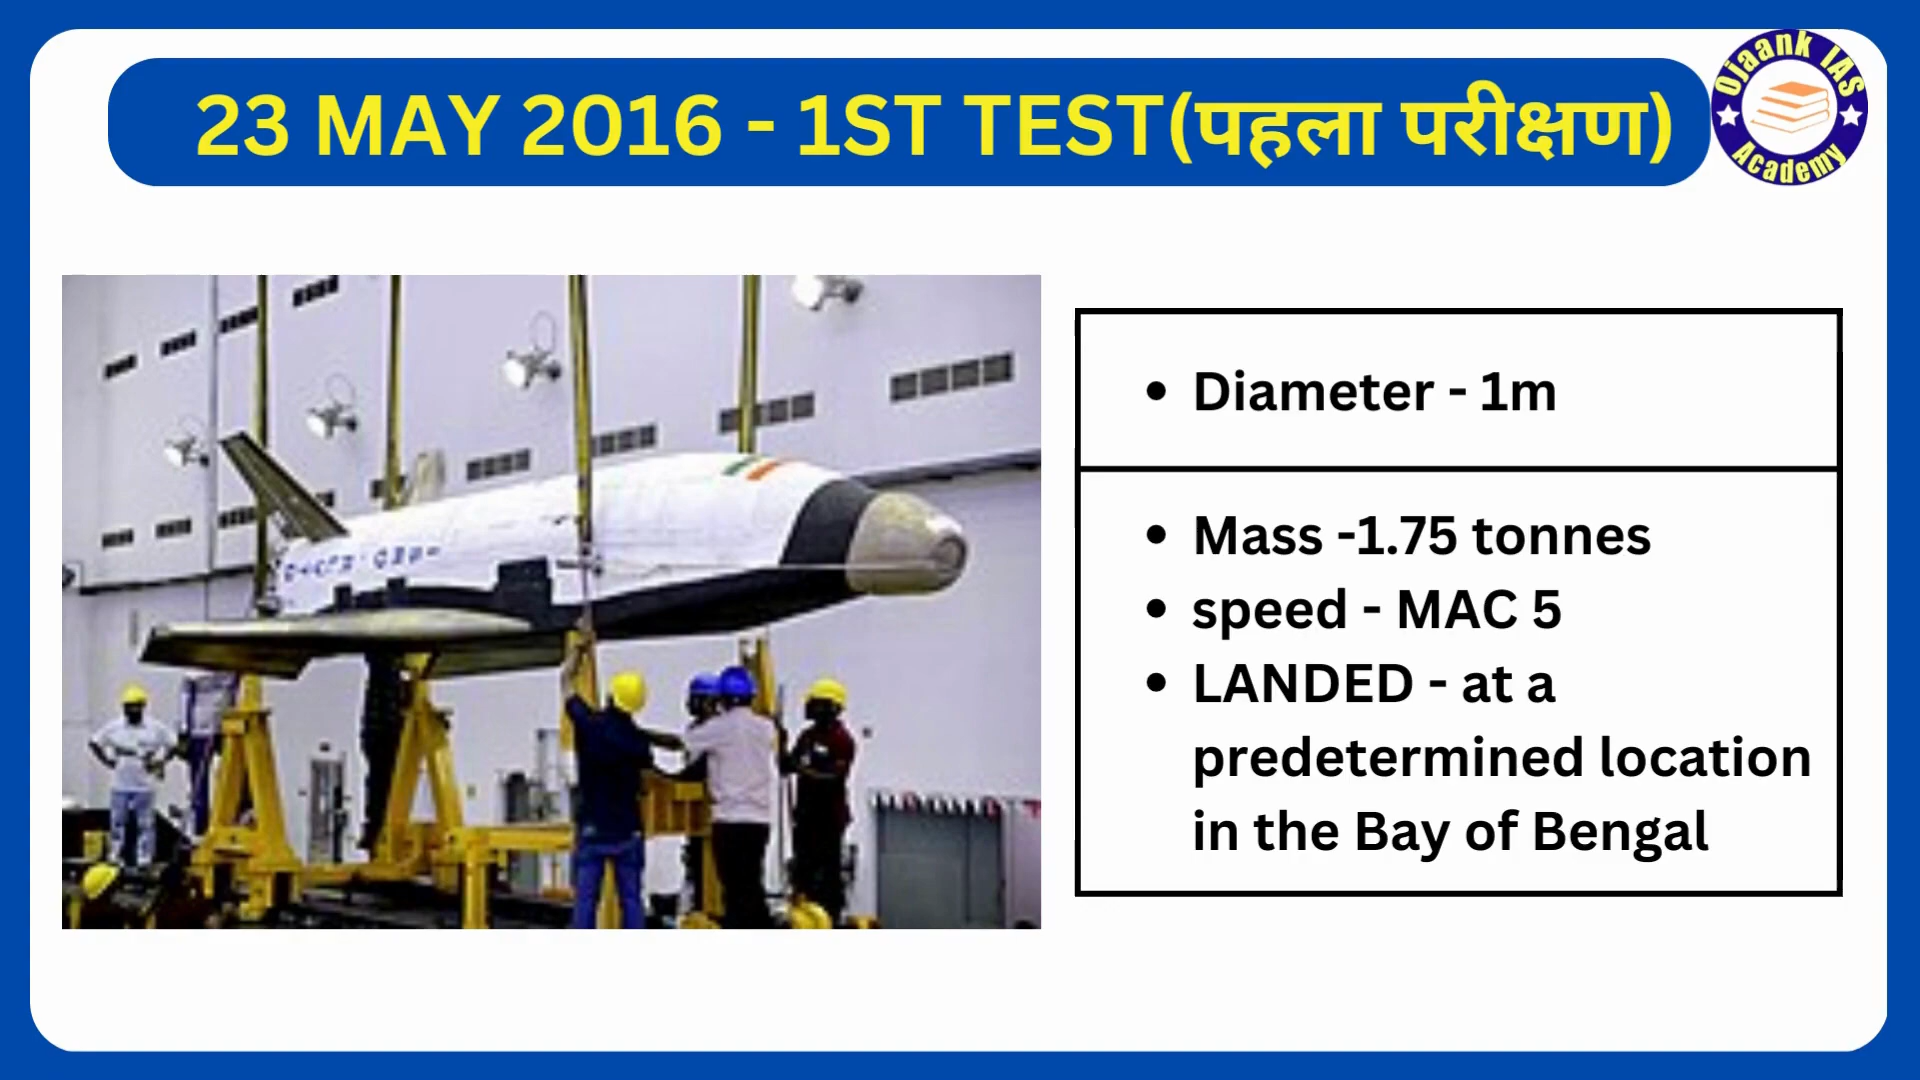 23 MAY 2016 - 1ST TEST(पहला परीक्षण)
Ojaank IAS
Academy
• Diameter - 1m
• Mass -1.75 tonnes
• speed - MAC 5
• LANDED - at a
predetermined location
in the Bay of Bengal